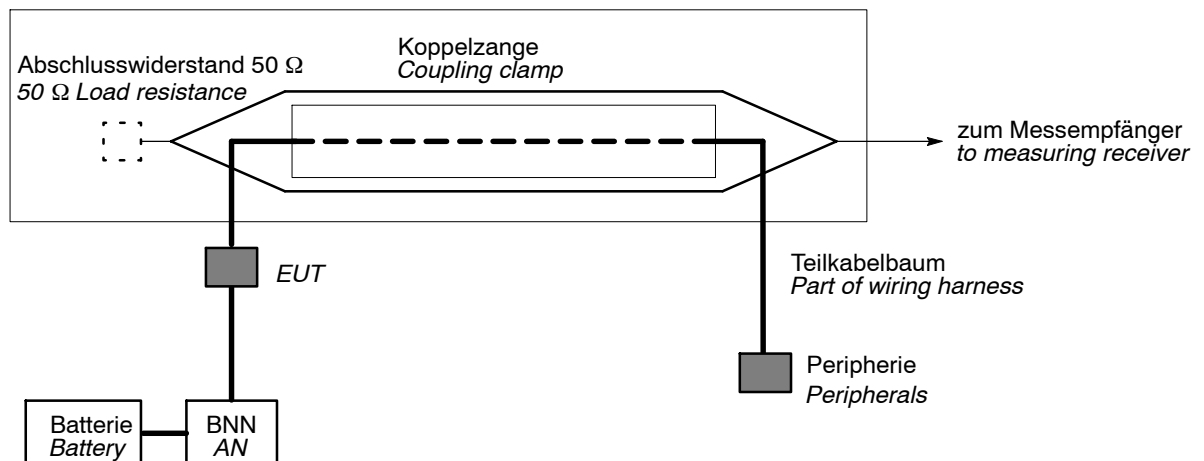 Abschlusswiderstand 50 Ω
50 Ω Load resistance
Koppelzange
Coupling clamp
zum Messempfänger
to measuring receiver
EUT
Teilkabelbaum
Part of wiring harness
Peripherie
Peripherals
Batterie
Battery
BNN
AN